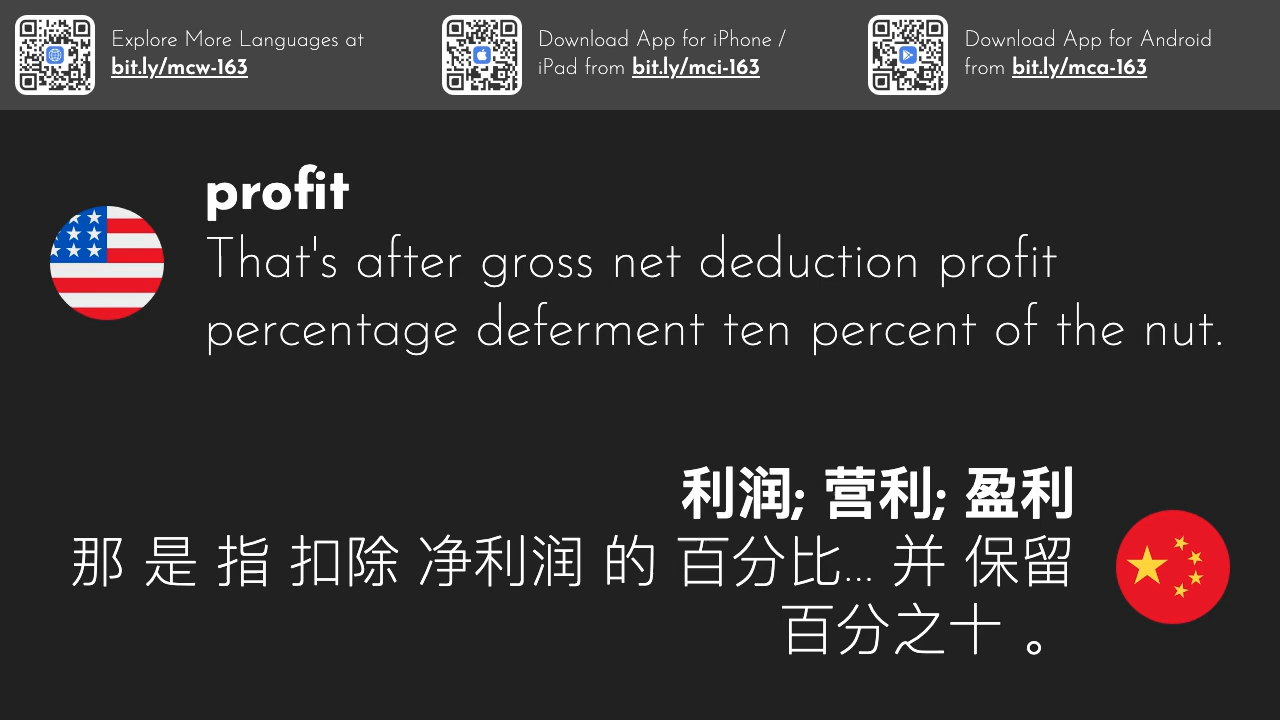 Explore More Languages at
bit.ly/mcw-163
Download App for iPhone /
iPad from bit.ly/mci-163
Download App for Android
from bit.ly/mca-163
profit
That's after gross net deduction profit
percentage deferment ten percent of the nut.
利润; 营利; 盈利
那 是 指 扣除 净利润 的 百分比... 并 保留
百分之十 。